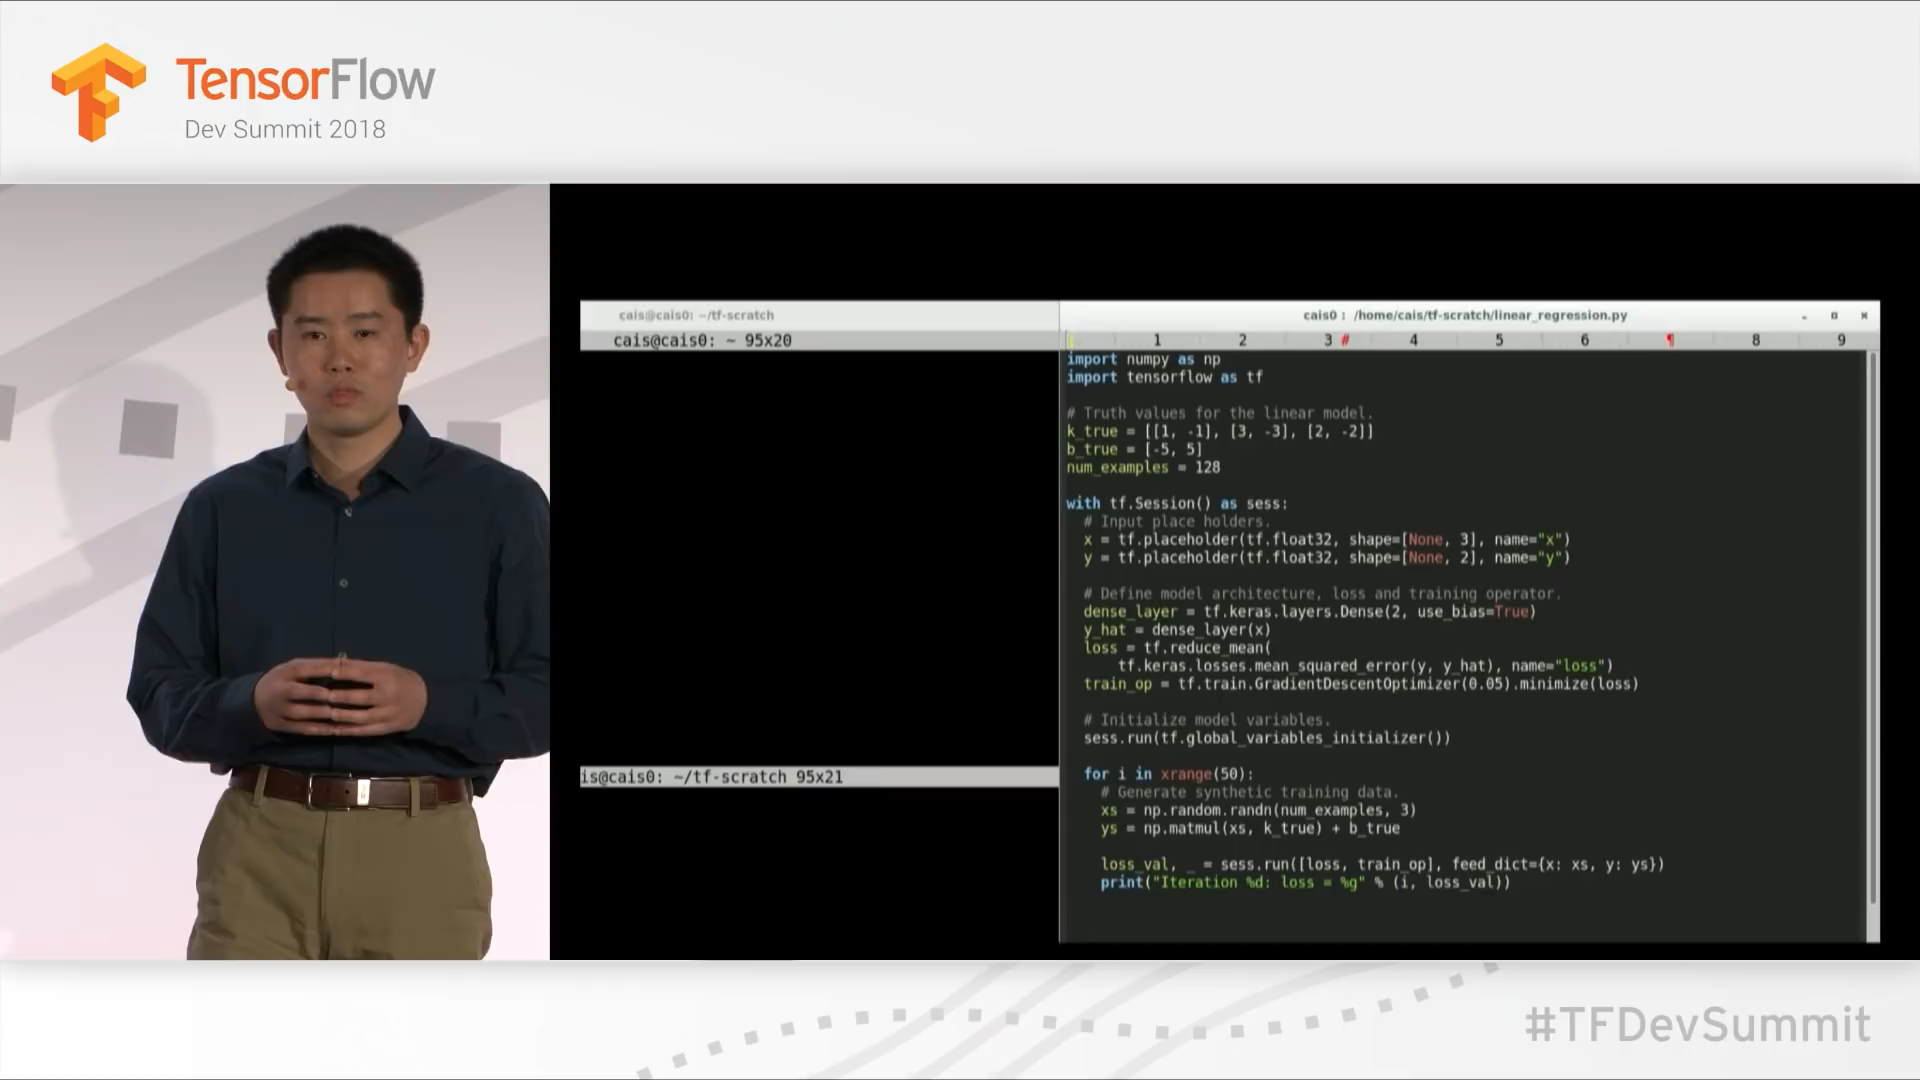 TensorFlow
Dev Summit 2018
cais@cais0: ~/tf-scratch
cais@cais0: ~ 95x20
is@cais0: ~/tf-scratch 95x21
cais0 : /home/cais/tf-scratch/linear_regression.py
1 2 3 # 4 5 6 ¶ 8 9
import numpy as np
import tensorflow as tf
# Truth values for the linear model.
k_true = [[1, -1], [3, -3], [2, -2]]
b_true = [-5, 5]
num_examples = 128
with tf.Session() as sess:
# Input place holders.
x = tf.placeholder(tf.float32, shape=[None, 3], name="x")
y = tf.placeholder(tf.float32, shape=[None, 2], name="y")
# Define model architecture, loss and training operator.
dense_layer = tf.keras.layers.Dense(2, use_bias=True)
y_hat = dense_layer(x)
loss = tf.reduce_mean(
tf.keras.losses.mean_squared_error(y, y_hat), name="loss")
train_op = tf.train.GradientDescentOptimizer(0.05).minimize(loss)
# Initialize model variables.
sess.run(tf.global_variables_initializer())
for i in xrange(50):
# Generate synthetic training data.
xs = np.random.randn(num_examples, 3)
ys = np.matmul(xs, k_true) + b_true
loss_val, _ = sess.run([loss, train_op], feed_dict={x: xs, y: ys})
print("Iteration %d: loss = %g" % (i, loss_val))
#TFDevSummit